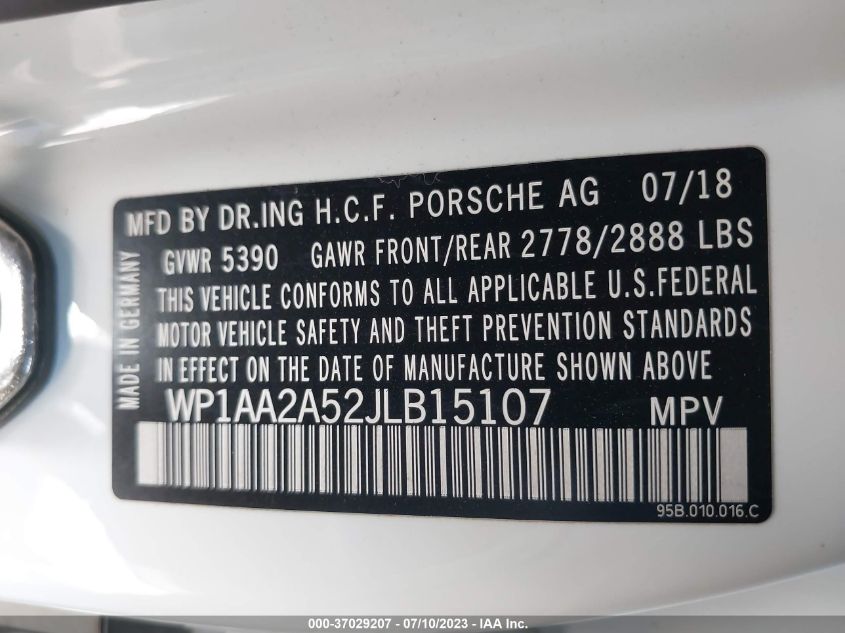 MFD BY DR.ING H.C.F. PORSCHE AG 07/18
GVWR 5390 GAWR FRONT/REAR 2778/2888 LBS
THIS VEHICLE CONFORMS TO ALL APPLICABLE U.S.FEDERAL
MOTOR VEHICLE SAFETY AND THEFT PREVENTION STANDARDS
IN EFFECT ON THE DATE OF MANUFACTURE SHOWN ABOVE
WP1AA2A52JLB15107 MPV
MADE IN GERMANY
95B.010.016.C
000-37029207 - 07/10/2023 - IAA Inc.